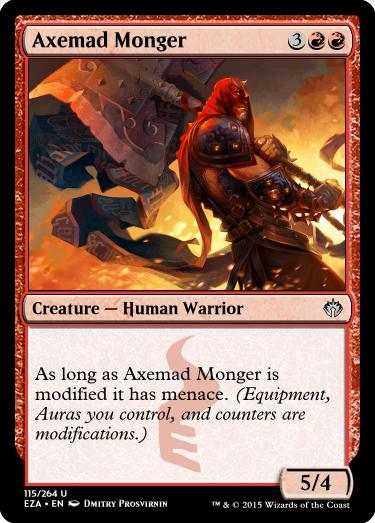 Axemad Monger 3
Creature — Human Warrior
As long as Axemad Monger is
modified it has menace. (Equipment,
Auras you control, and counters are
modifications.)
5/4
115/264 U
EZA • EN Dmitry Prosvirnin
™ & © 2015 Wizards of the Coast